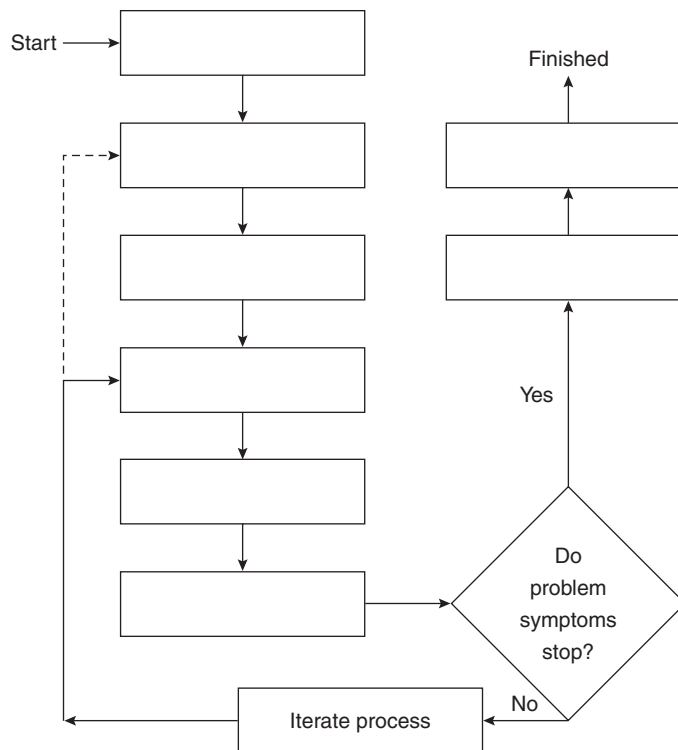 Start
Finished
Yes
Do
problem
symptoms
stop?
No
Iterate process